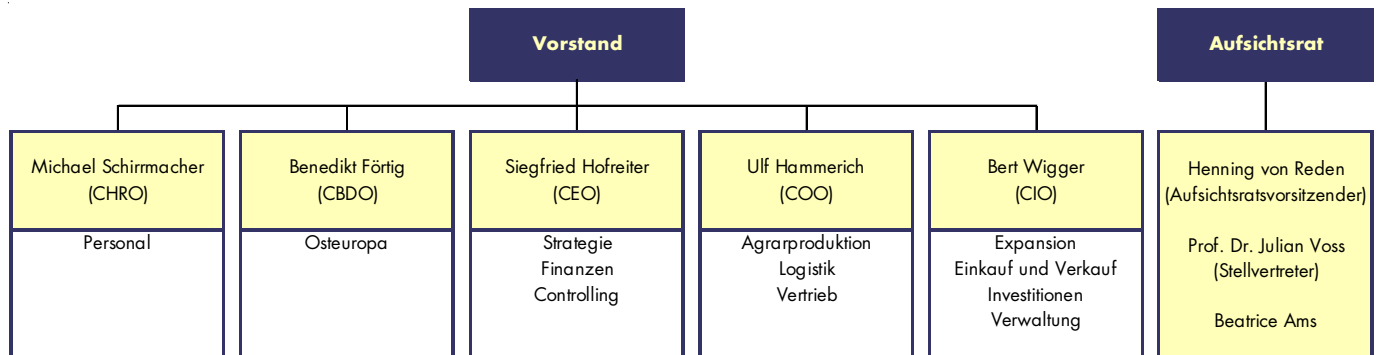 Vorstand
Aufsichtsrat
Michael Schirrmacher
(CHRO)
Personal
Benedikt Förtig
(CBDO)
Osteuropa
Siegfried Hofreiter
(CEO)
Strategie
Finanzen
Controlling
Ulf Hammerich
(COO)
Agrarproduktion
Logistik
Vertrieb
Bert Wigger
(CIO)
Expansion
Einkauf und Verkauf
Investitionen
Verwaltung
Henning von Reden
(Aufsichtsratsvorsitzender)
Prof. Dr. Julian Voss
(Stellvertreter)
Beatrice Ams